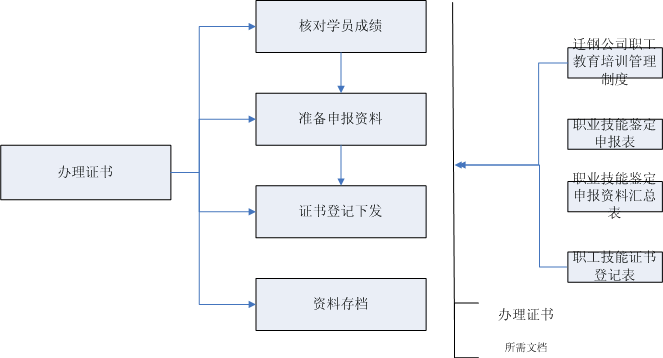 核对学员成绩
准备申报资料
办理证书
证书登记下发
资料存档
迁钢公司职工
教育培训管理
制度
职业技能鉴定
申报表
职业技能鉴定
申报资料汇总
表
职工技能证书
登记表
办理证书
所需文档